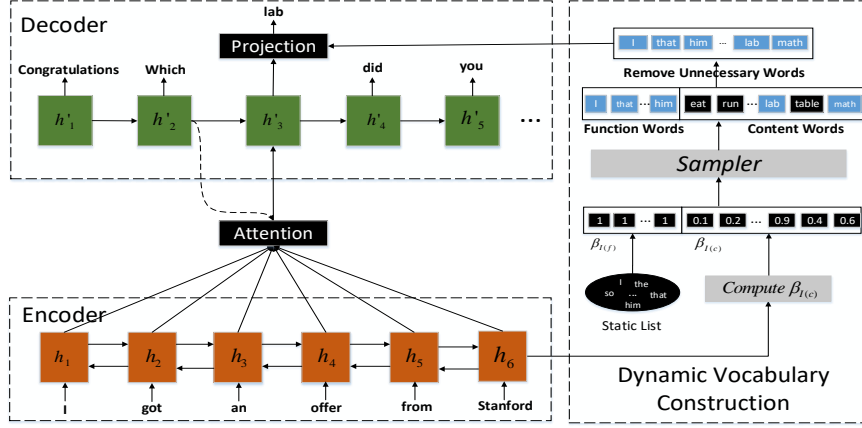 Decoder
lab
Projection
Congratulations
Which
did
you
h'1
h'2
h'3
h'4
h'5
...
Attention
Encoder
h1
h2
h3
h4
h5
h6
I
got
an
offer
from
Stanford
I that him ... lab math
Remove Unnecessary Words
I that ... him eat run ... lab table math
Function Words
Content Words
Sampler
1 1 ... 1 0.1 0.2 ... 0.9 0.4 0.6
βI(f)
βI(c)
I the
so ... that
him
Static List
Compute βI(c)
Dynamic Vocabulary
Construction